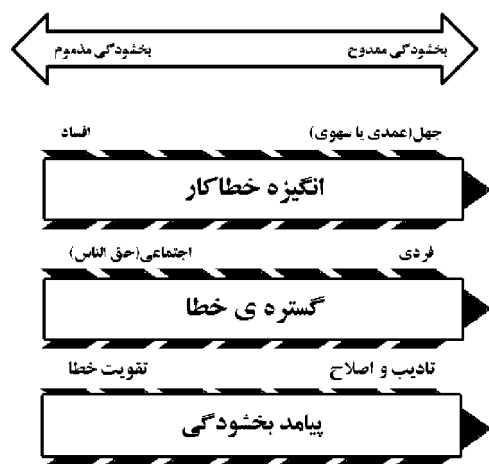 بخشودگی ممدوح بخشودگی مذموم
جهل(عمدی یا سهوی) افساد
انگیزه خطاکار
فردی اجتماعی(حق الناس)
گستره ی خطا
تادیب و اصلاح تقویت خطا
پیامد بخشودگی